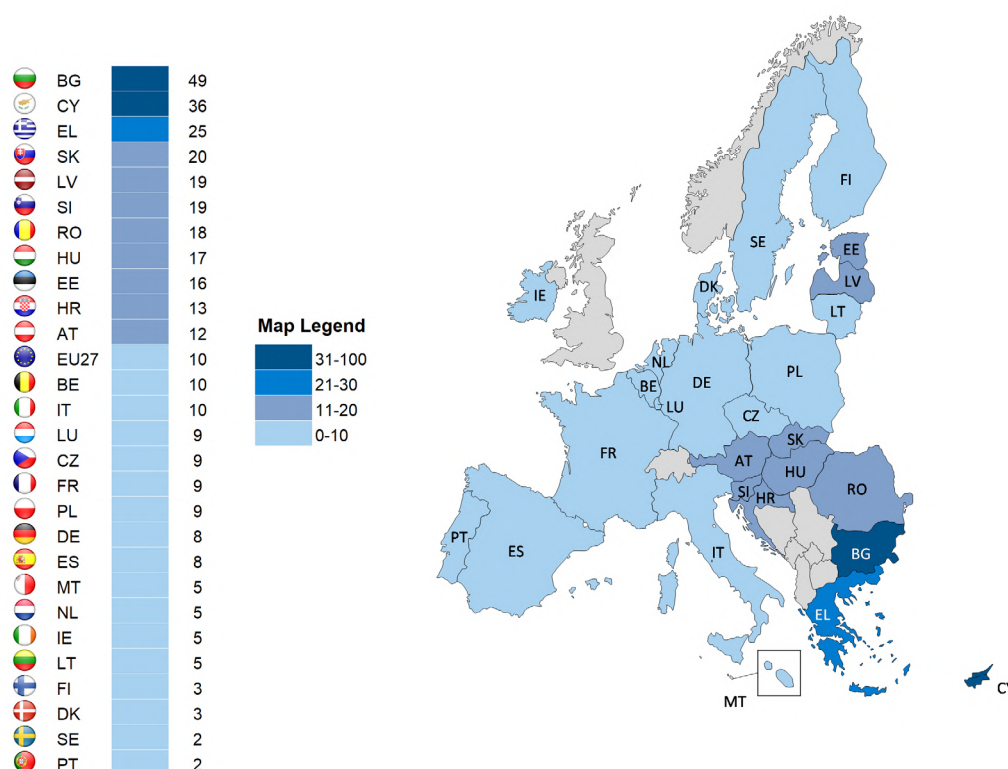 BG 49
CY 36
EL 25
SK 20
LV 19
SI 19
RO 18
HU 17
EE 16
HR 13
AT 12
EU27 10
BE 10
IT 10
LU 9
CZ 9
FR 9
PL 9
DE 8
ES 8
MT 5
NL 5
IE 5
LT 5
FI 3
DK 3
SE 2
PT 2
Map Legend
31-100
21-30
11-20
0-10
FI
SE
EE
LV
LT
DK
IE
NL
BE
DE
PL
LU
CZ
SK
FR
AT
HU
RO
SI
HR
BG
PT
ES
IT
EL
MT
CY